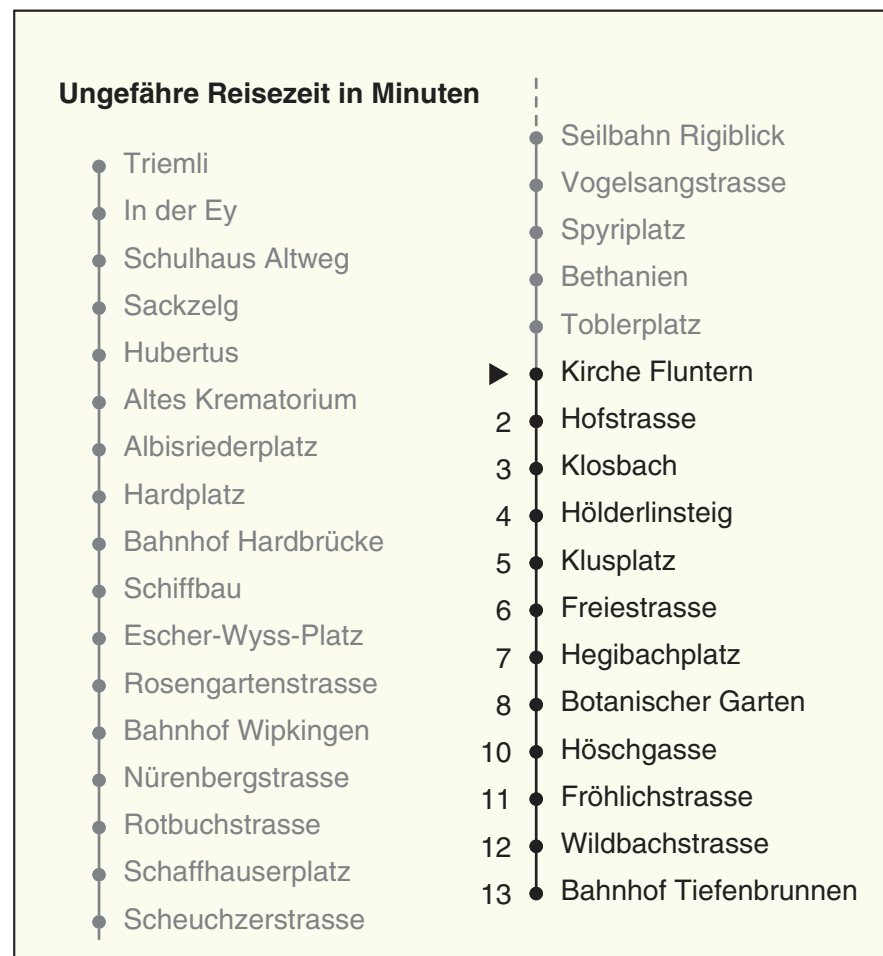 Ungefähre Reisezeit in Minuten
Triemli
In der Ey
Schulhaus Altweg
Sackzelg
Hubertus
Altes Krematorium
Albisriederplatz
Hardplatz
Bahnhof Hardbrücke
Schiffbau
Escher-Wyss-Platz
Rosengartenstrasse
Bahnhof Wipkingen
Nürenbergstrasse
Rotbuchstrasse
Schaffhauserplatz
Scheuchzerstrasse
Seilbahn Rigiblick
Vogelsangstrasse
Spyriplatz
Bethanien
Toblerplatz
Kirche Fluntern
2 Hofstrasse
3 Klosbach
4 Hölderlinsteig
5 Klusplatz
6 Freiestrasse
7 Hegibachplatz
8 Botanischer Garten
10 Höschgasse
11 Fröhlichstrasse
12 Wildbachstrasse
13 Bahnhof Tiefenbrunnen